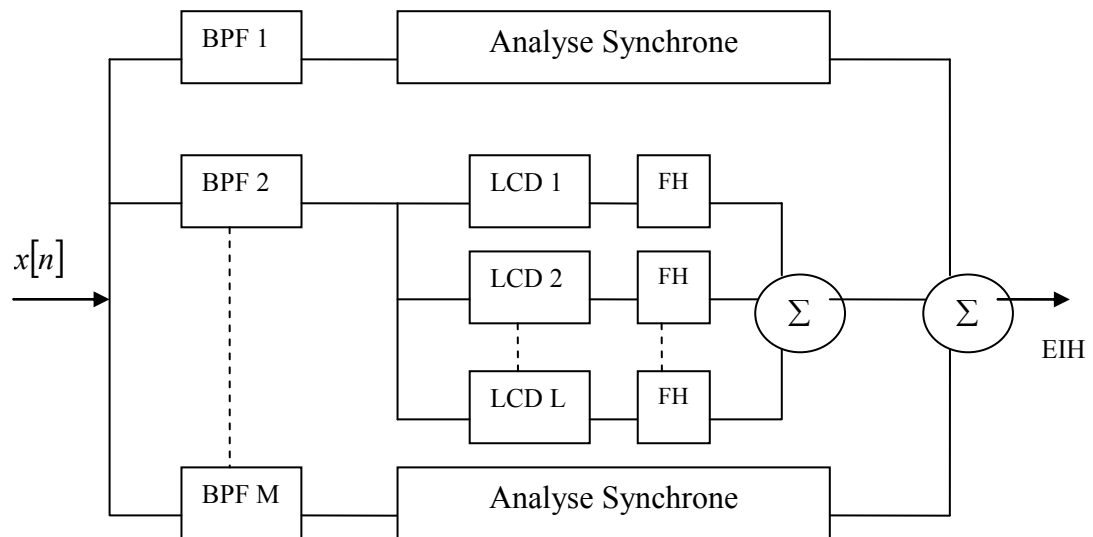 BPF 1
Analyse Synchrone
BPF 2
LCD 1
FH
x[n]
LCD 2
FH
Σ
Σ
EIH
LCD L
FH
BPF M
Analyse Synchrone